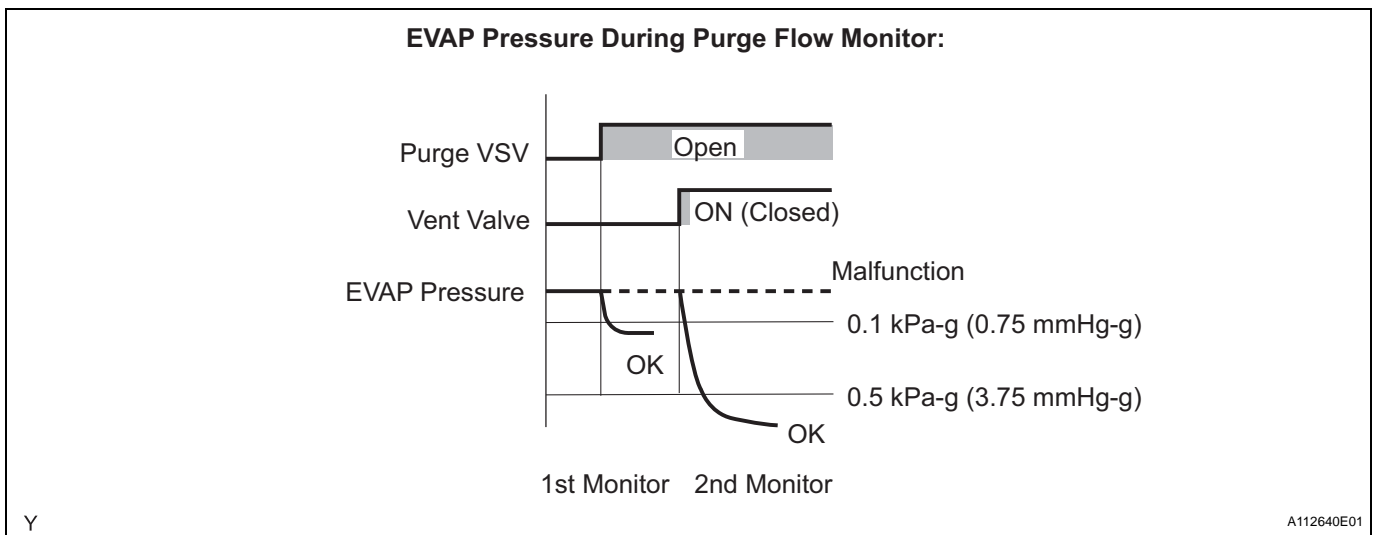 EVAP Pressure During Purge Flow Monitor:
Purge VSV
Open
Vent Valve
ON (Closed)
EVAP Pressure
Malfunction
0.1 kPa-g (0.75 mmHg-g)
OK
0.5 kPa-g (3.75 mmHg-g)
OK
1st Monitor 2nd Monitor
Y
A112640E01